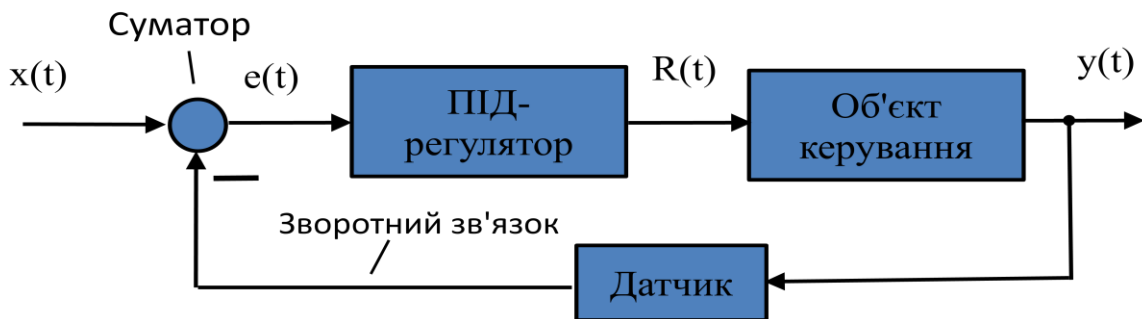 Суматор
x(t)
e(t)
ПІД-
регулятор
R(t)
Об'єкт
керування
y(t)
—
Зворотний зв'язок
Датчик